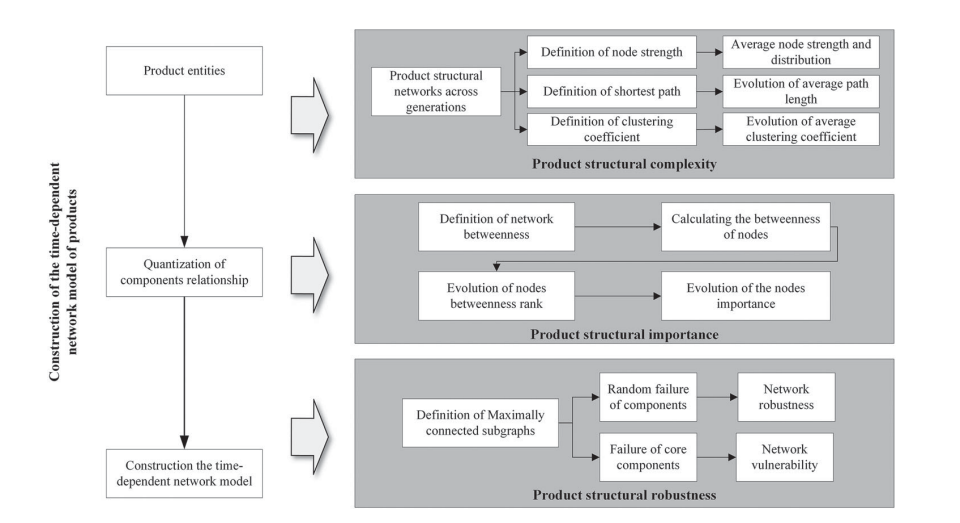 Construction of the time-dependent
network model of products
Product entities
Quantization of
components relationship
Construction the time-
dependent network model
Product structural
networks across
generations
Definition of node strength
Average node strength and
distribution
Definition of shortest path
Evolution of average path
length
Definition of clustering
coefficient
Evolution of average
clustering coefficient
Product structural complexity
Definition of network
betweenness
Calculating the betweenness
of nodes
Evolution of nodes
betweenness rank
Evolution of the nodes
importance
Product structural importance
Definition of Maximally
connected subgraphs
Random failure
of components
Network
robustness
Failure of core
components
Network
vulnerability
Product structural robustness